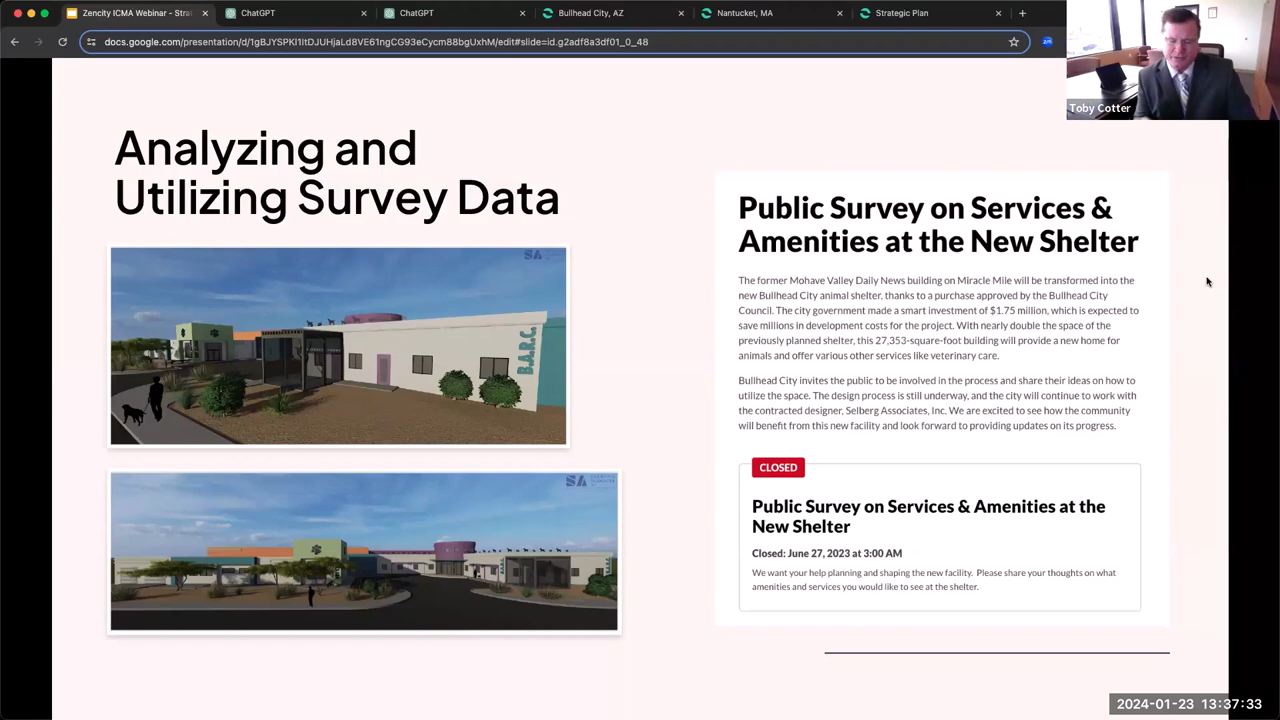 Zencity ICMA Webinar - Strat
ChatGPT
ChatGPT
Bullhead City, AZ
Nantucket, MA
Strategic Plan
docs.google.com/presentation/d/1gBJYSPKI1ItDJUHjaLd8VE61ngCG93eCycm88bgUxhM/edit#slide=id.g2adf8a3df01_0_48
Toby Cotter
Analyzing and
Utilizing Survey Data
SA
B.A.R.C.
SA
Public Survey on Services &
Amenities at the New Shelter
The former Mohave Valley Daily News building on Miracle Mile will be transformed into the
new Bullhead City animal shelter, thanks to a purchase approved by the Bullhead City
Council. The city government made a smart investment of $1.75 million, which is expected to
save millions in development costs for the project. With nearly double the space of the
previously planned shelter, this 27,353-square-foot building will provide a new home for
animals and offer various other services like veterinary care.
Bullhead City invites the public to be involved in the process and share their ideas on how to
utilize the space. The design process is still underway, and the city will continue to work with
the contracted designer, Selberg Associates, Inc. We are excited to see how the community
will benefit from this new facility and look forward to providing updates on its progress.
CLOSED
Public Survey on Services & Amenities at the
New Shelter
Closed: June 27, 2023 at 3:00 AM
We want your help planning and shaping the new facility. Please share your thoughts on what
amenities and services you would like to see at the shelter.
2024-01-23 13:37:33